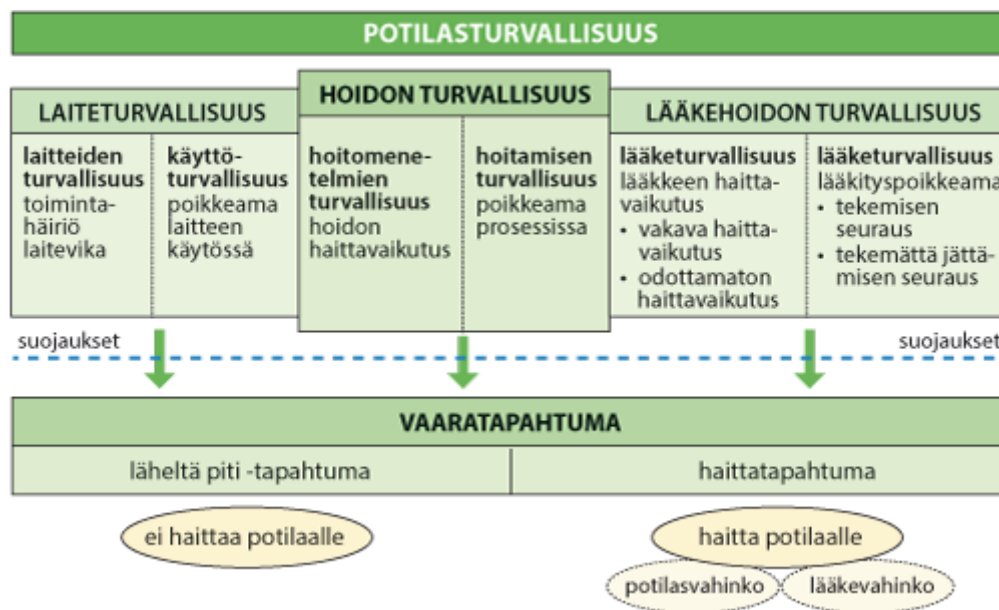 POTILASTURVALLISUUS
LAITETURVALLISUUS
laitteiden
turvallisuus
toiminta-
häiriö
laitevika
käyttö-
turvallisuus
poikkeama
laitteen
käytössä
HOIDON TURVALLISUUS
hoitomene-
telmien
turvallisuus
hoidon
haittavaikutus
hoitamisen
turvallisuus
poikkeama
prosessissa
LÄÄKEHOIDON TURVALLISUUS
lääketurvallisuus
lääkkeen haitta-
vaikutus
• vakava haitta-
vaikutus
• odottamaton
haittavaikutus
lääketurvallisuus
lääkityspoikkeama
• tekemisen
seuraus
• tekemättä jättä-
misen seuraus
suojaukset
suojaukset
VAARATAPAHTUMA
läheltä piti -tapahtuma
haittatapahtuma
ei haittaa potilaalle
haitta potilaalle
potilasvahinko
lääkevahinko